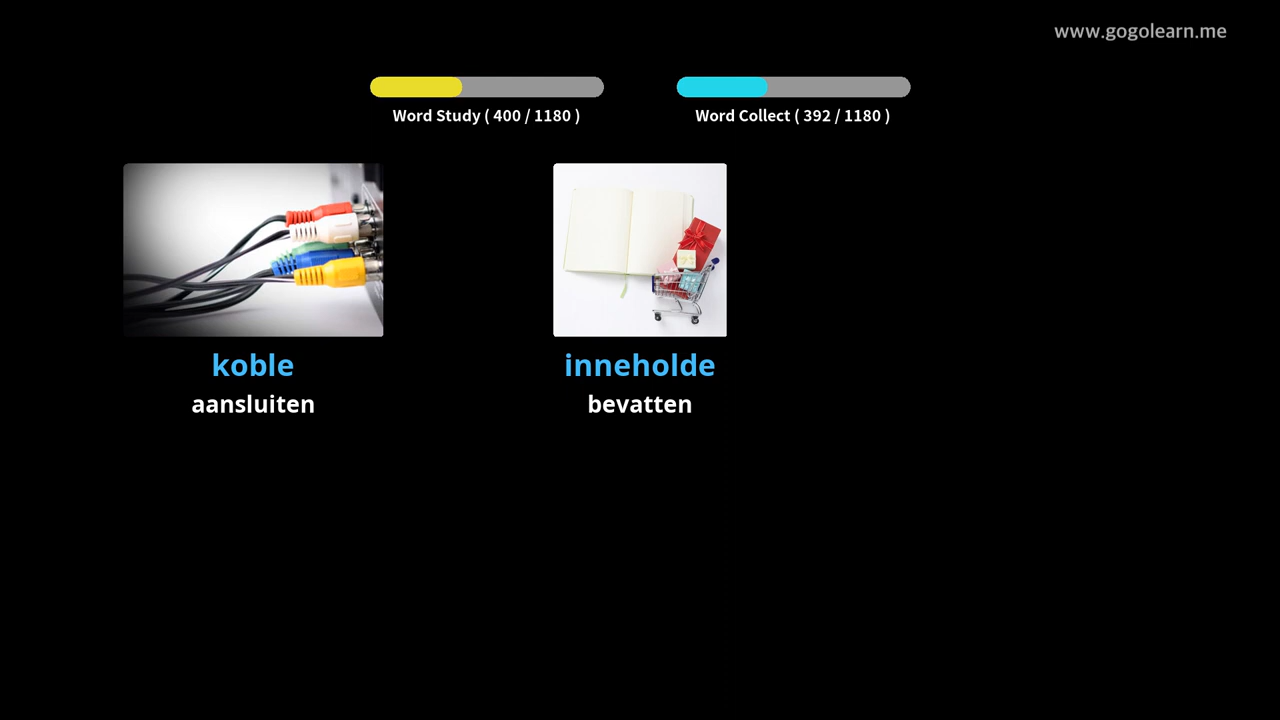 www.gogolearn.me
Word Study ( 400 / 1180 )
Word Collect ( 392 / 1180 )
koble
aansluiten
inneholde
bevatten